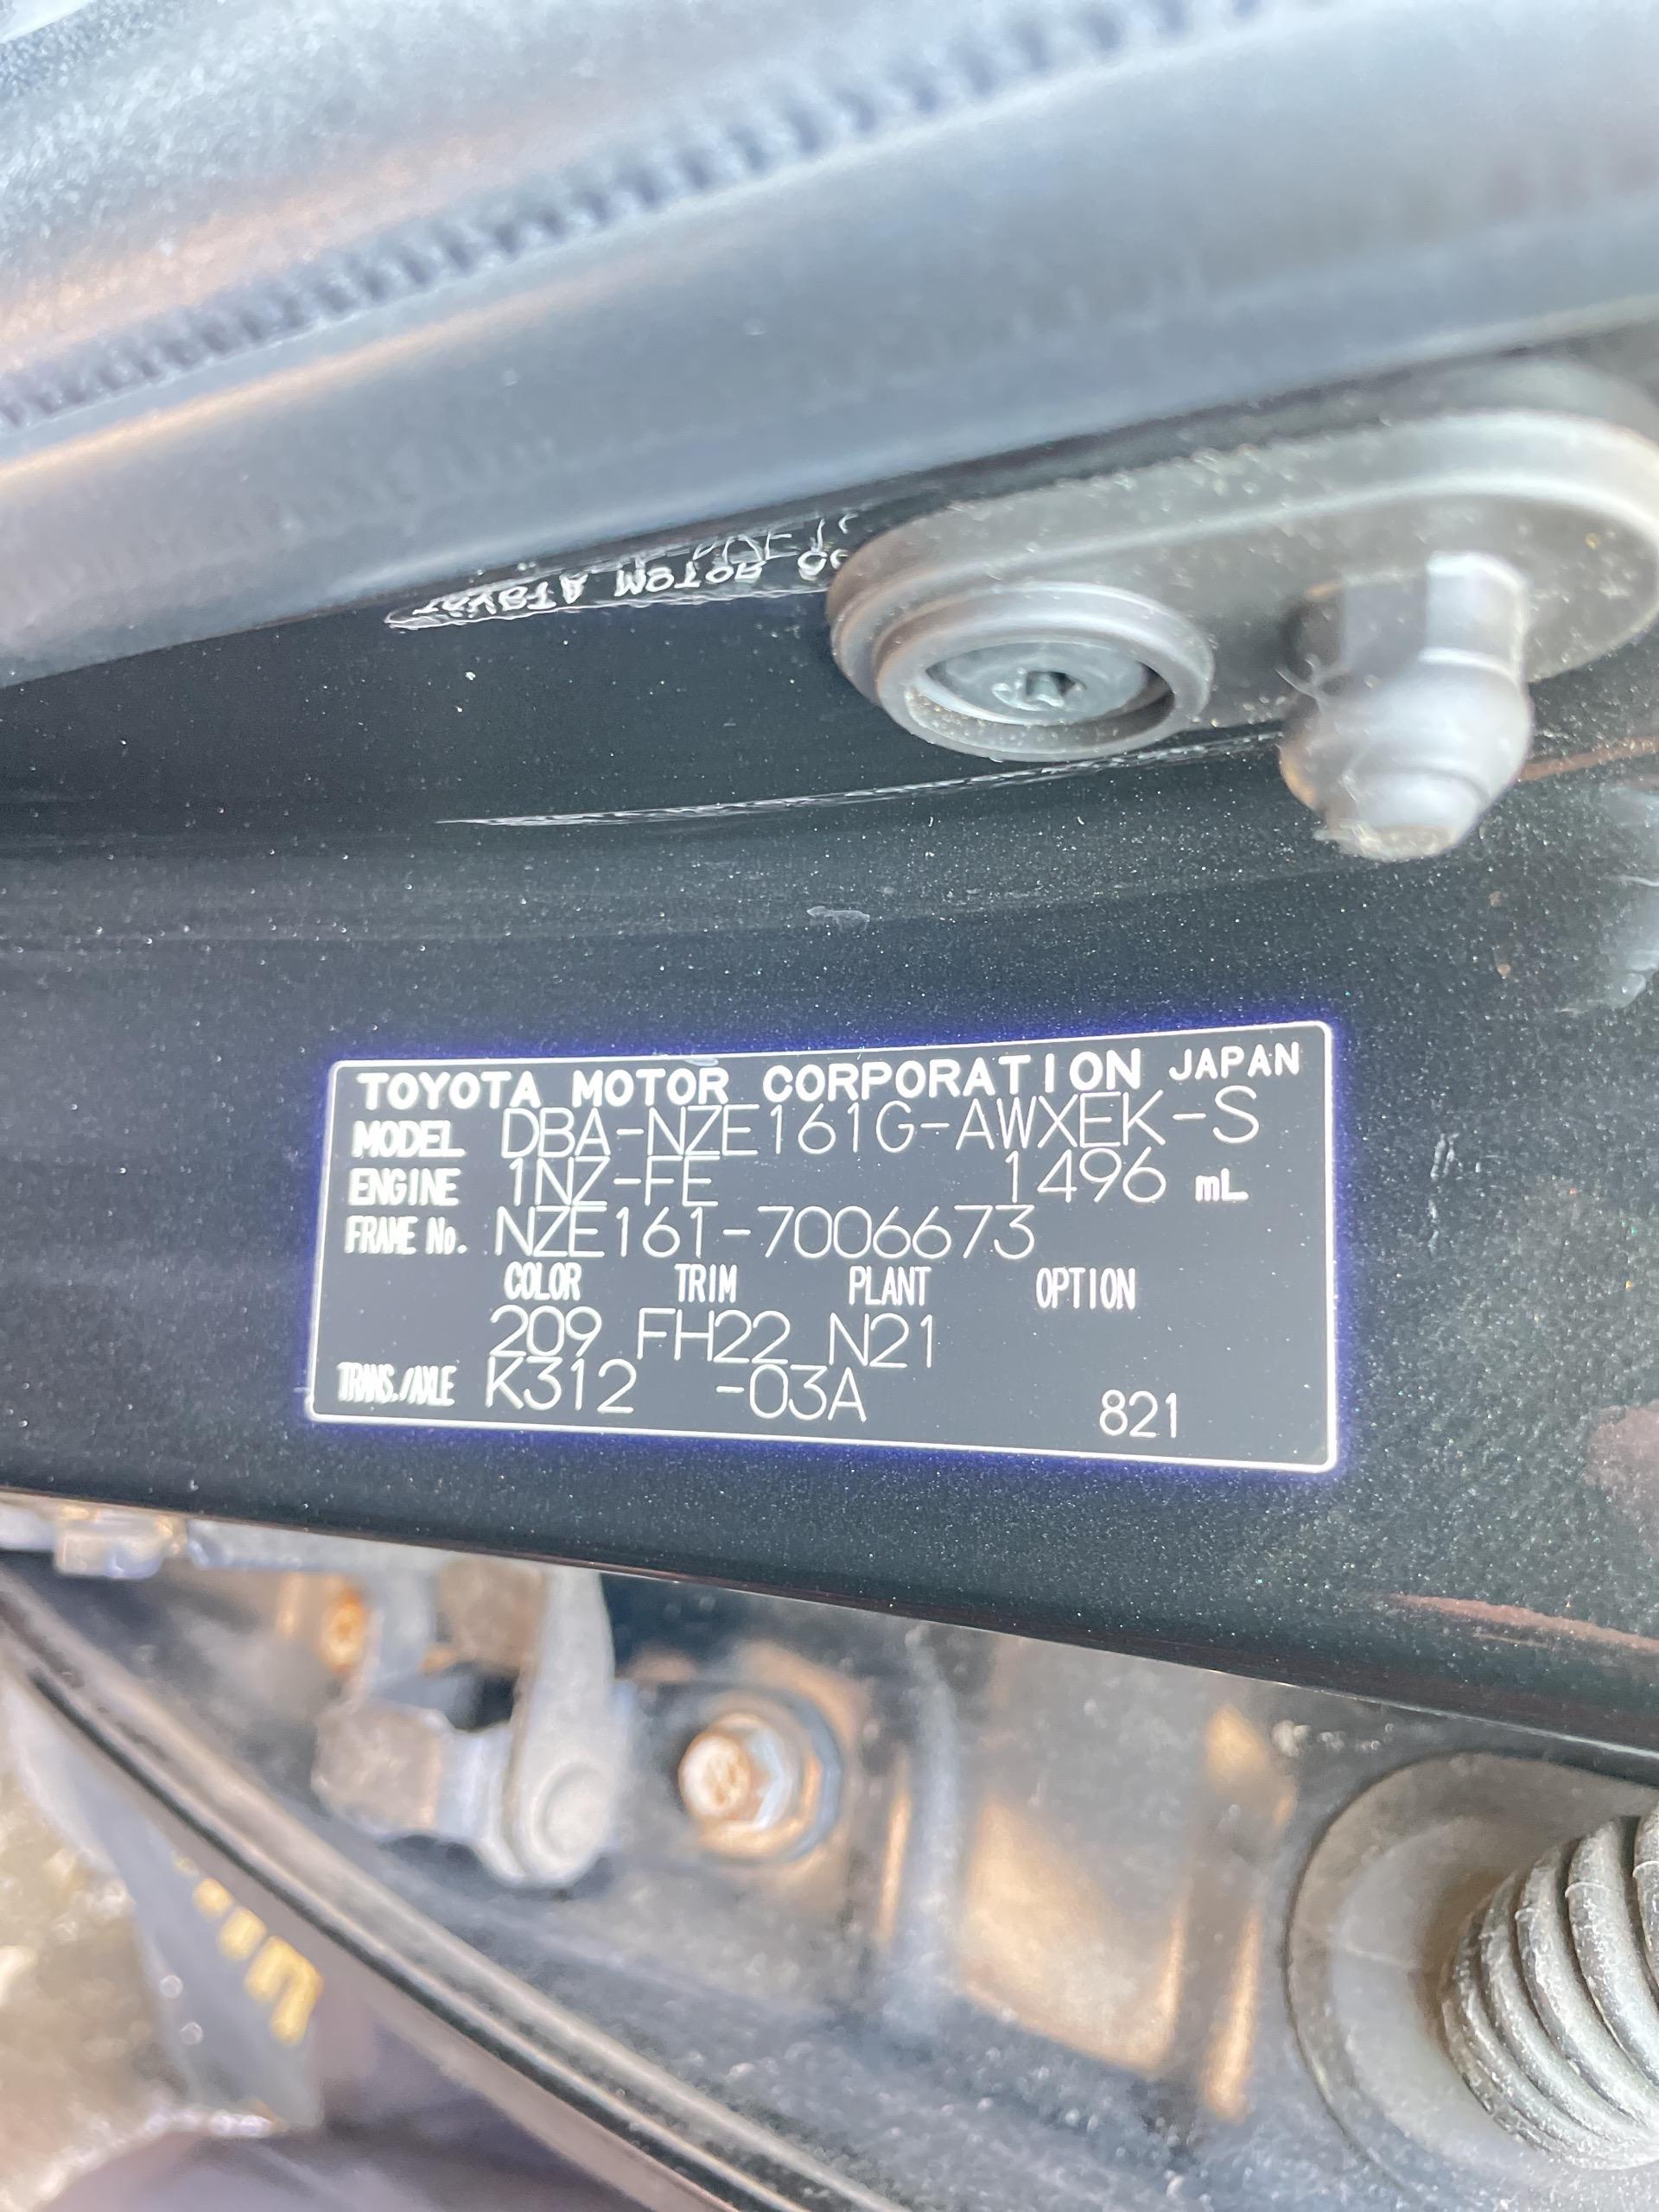 TOYOTA MOTOR CORPORATION JAPAN
MODEL DBA-NZE161G-AWXEK-S
ENGINE 1NZ-FE 1496 mL
FRAME No. NZE161-7006673
COLOR TRIM PLANT OPTION
209 FH22 N21
TRANS./AXLE K312 -03A 821